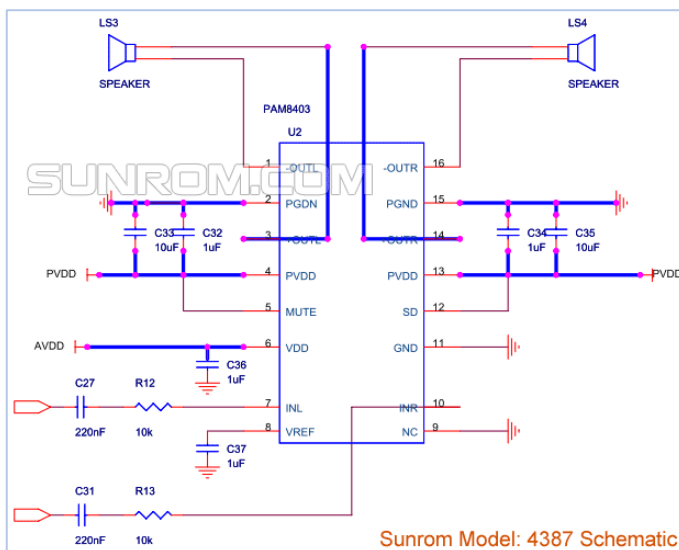 LS3
LS4
SPEAKER
SPEAKER
PAM8403
U2
SUNROM.COM
1 -OUTL -OUTR 16
2 PGDN PGND 15
3 +OUTL +OUTR 14
C33 10uF
C32 1uF
C34 1uF
C35 10uF
PVDD 4 PVDD PVDD 13 PVDD
5 MUTE SD 12
AVDD 6 VDD GND 11
C36
1uF
C27 R12
7 INL INR 10
220nF 10k
8 VREF NC 9
C37
1uF
C31 R13
220nF 10k
Sunrom Model: 4387 Schematic